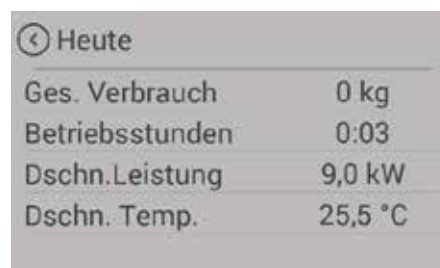 Heute
Ges. Verbrauch 0 kg
Betriebsstunden 0:03
Dschn.Leistung 9,0 kW
Dschn. Temp. 25,5 °C